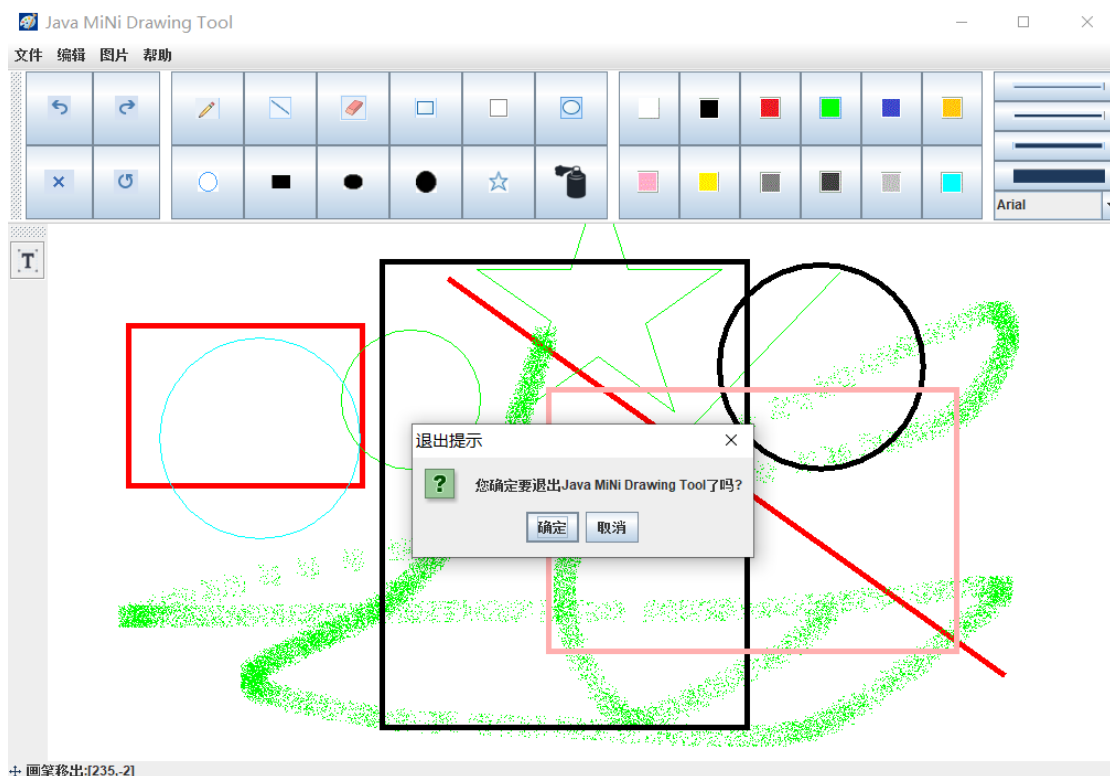 Java MiNi Drawing Tool
文件 编辑 图片 帮助
Arial
T
退出提示
您确定要退出Java MiNi Drawing Tool了吗?
确定 取消
画笔移出:[235,-2]